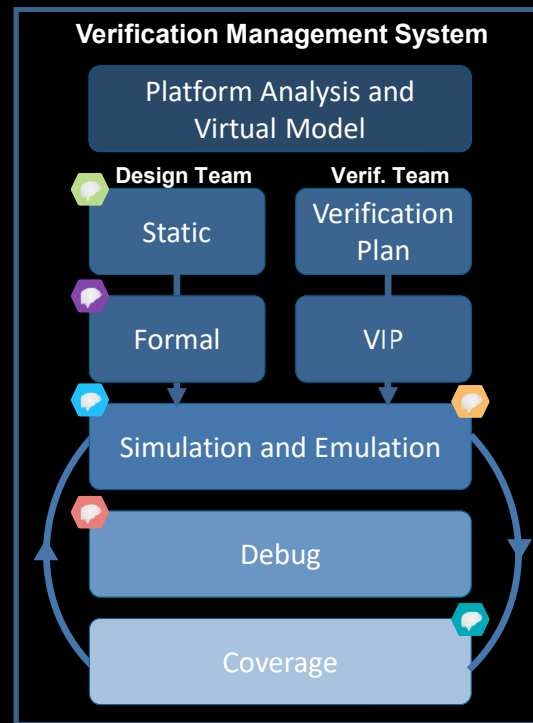 Verification Management System
Platform Analysis and
Virtual Model
Design Team
Verif. Team
Static
Verification
Plan
Formal
VIP
Simulation and Emulation
Debug
Coverage